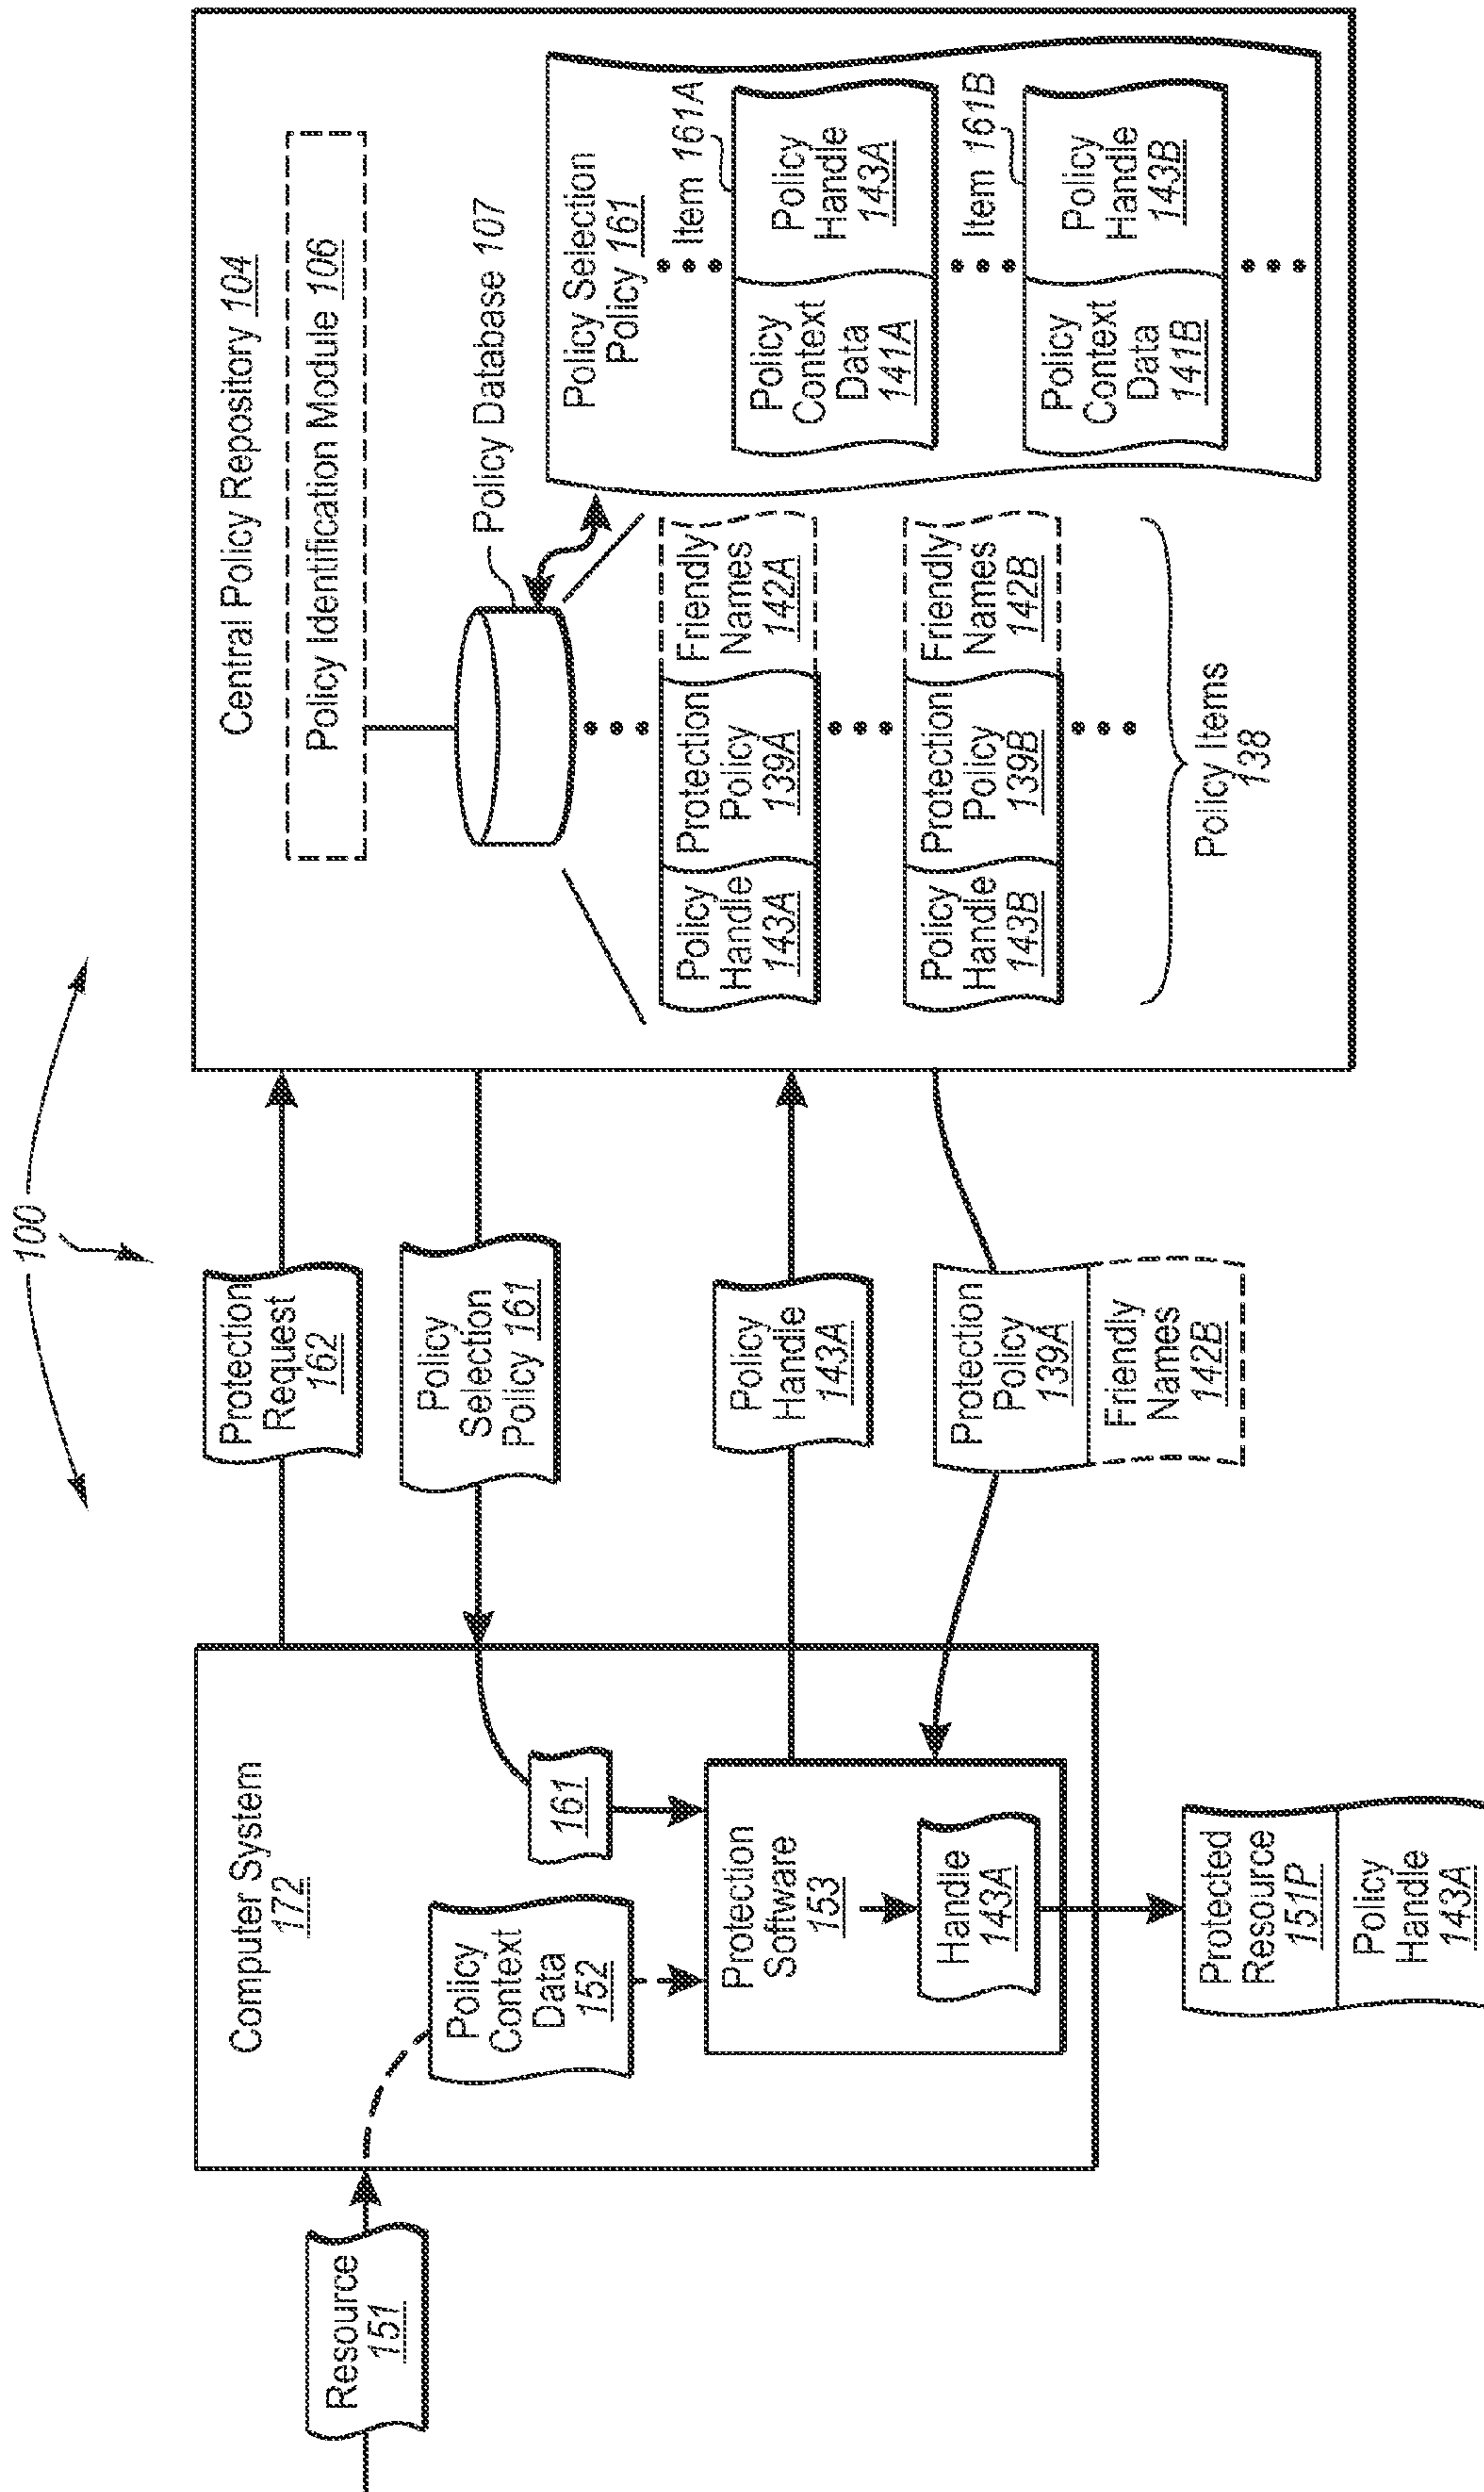 100
Resource
151
Computer System
172
Policy
Context
Data
152
161
Protection
Software
153
Handle
143A
Protected
Resource
151P
Policy
Handle
143A
Protection
Request
162
Policy
Selection
Policy 161
Policy
Handle
143A
Protection
Policy
139A
Friendly
Names
142B
Central Policy Repository 104
Policy Identification Module 106
Policy Database 107
Policy
Handle
143A
Protection
Policy
139A
Friendly
Names
142A
Policy
Handle
143B
Protection
Policy
139B
Friendly
Names
142B
Policy Items
138
Policy Selection
Policy 161
Item 161A
Policy
Context
Data
141A
Policy
Handle
143A
Item 161B
Policy
Context
Data
141B
Policy
Handle
143B